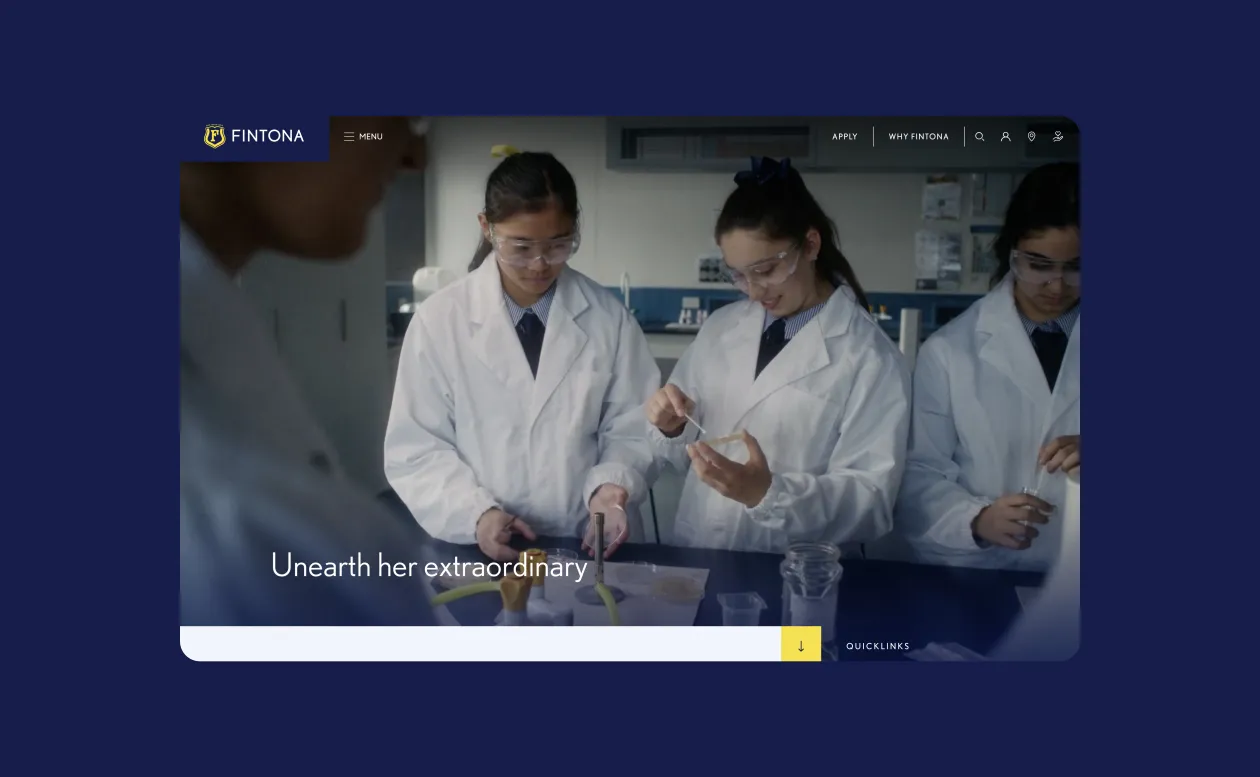 F
FINTONA
MENU
APPLY
WHY FINTONA
Unearth her extraordinary
QUICKLINKS